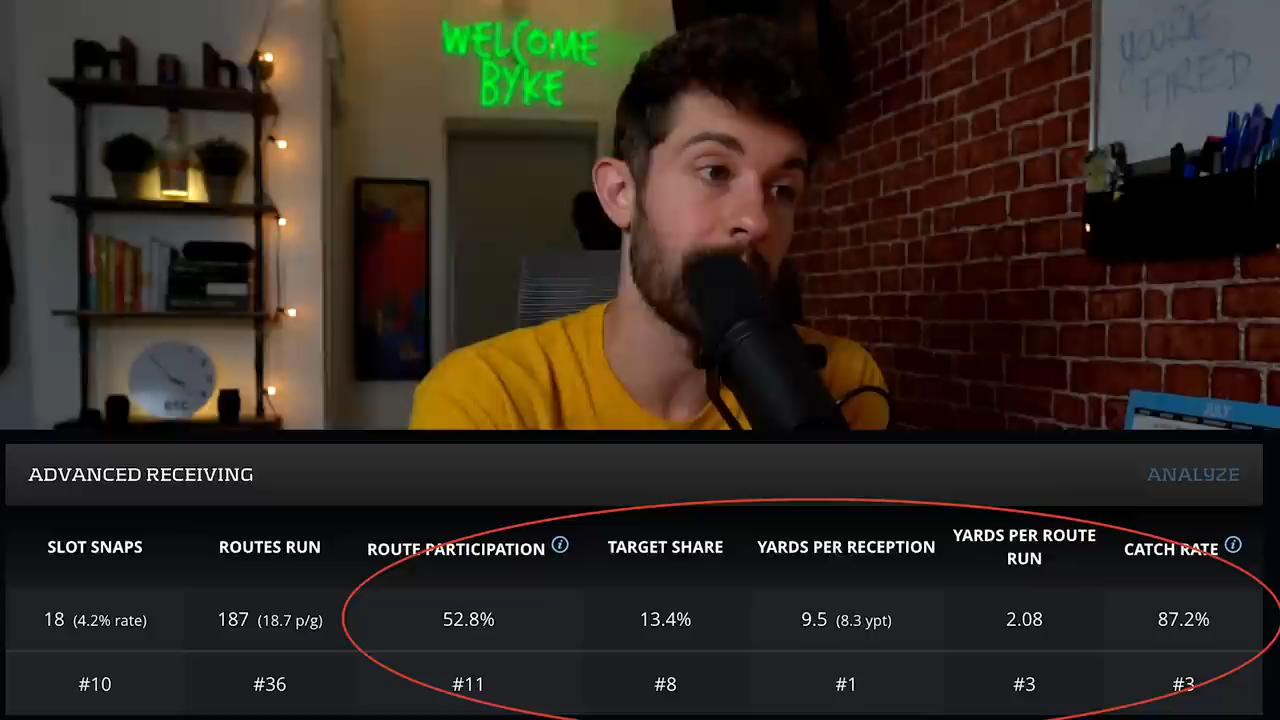 WELCOME
BYKE
YOU'RE
FIRED
JULY
ADVANCED RECEIVING
ANALYZE
SLOT SNAPS
ROUTES RUN
ROUTE PARTICIPATION
TARGET SHARE
YARDS PER RECEPTION
YARDS PER ROUTE
RUN
CATCH RATE
18 (4.2% rate)
187 (18.7 p/g)
52.8%
13.4%
9.5 (8.3 ypt)
2.08
87.2%
#10
#36
#11
#8
#1
#3
#3